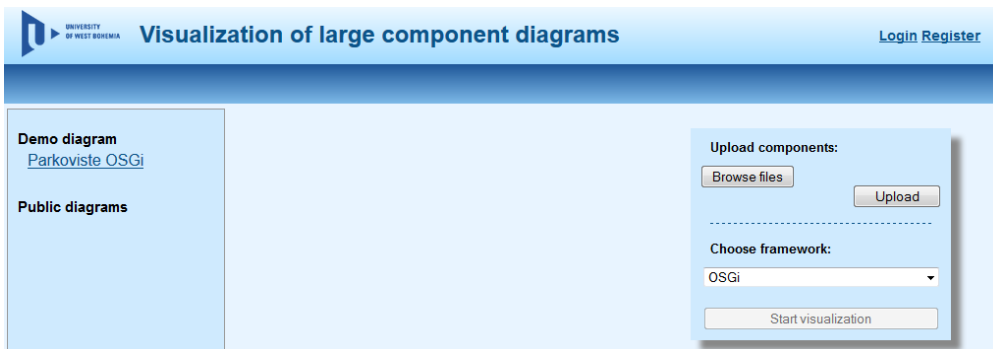 UNIVERSITY
OF WEST BOHEMIA
Visualization of large component diagrams
Login Register
Demo diagram
Parkoviste OSGi
Public diagrams
Upload components:
Browse files
Upload
Choose framework:
OSGi
Start visualization